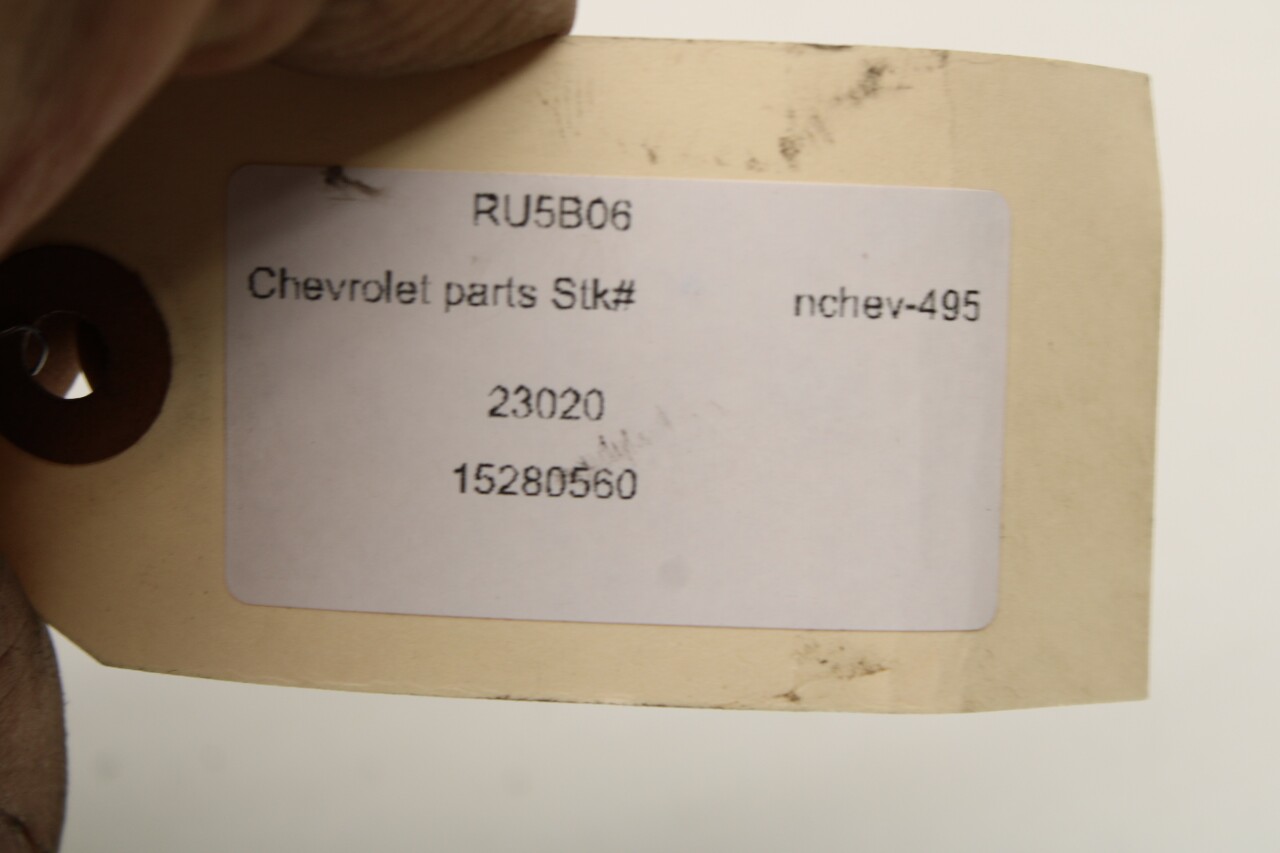 RU5B06
Chevrolet parts Stk# nchev-495
23020
15280560